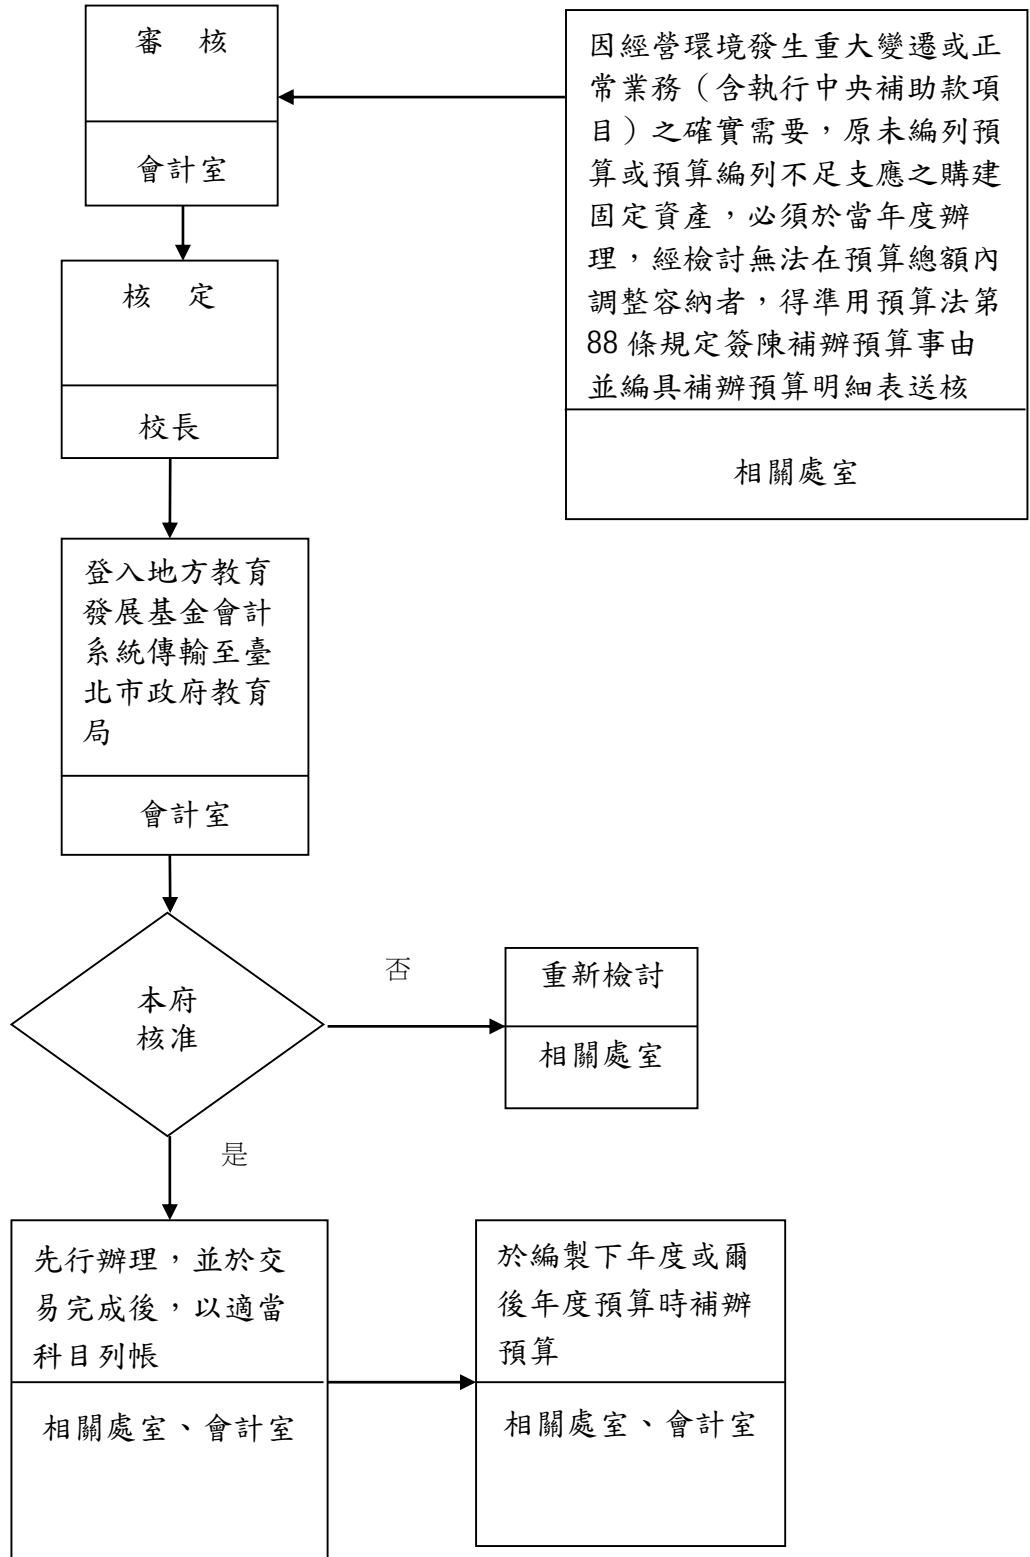 審　核
會計室
因經營環境發生重大變遷或正
常業務（含執行中央補助款項
目）之確實需要，原未編列預
算或預算編列不足支應之購建
固定資產，必須於當年度辦
理，經檢討無法在預算總額內
調整容納者，得準用預算法第
88 條規定簽陳補辦預算事由
並編具補辦預算明細表送核
相關處室
核　定
校長
登入地方教育
發展基金會計
系統傳輸至臺
北市政府教育
局
會計室
本府
核准
否
重新檢討
相關處室
是
先行辦理，並於交
易完成後，以適當
科目列帳
相關處室、會計室
於編製下年度或爾
後年度預算時補辦
預算
相關處室、會計室